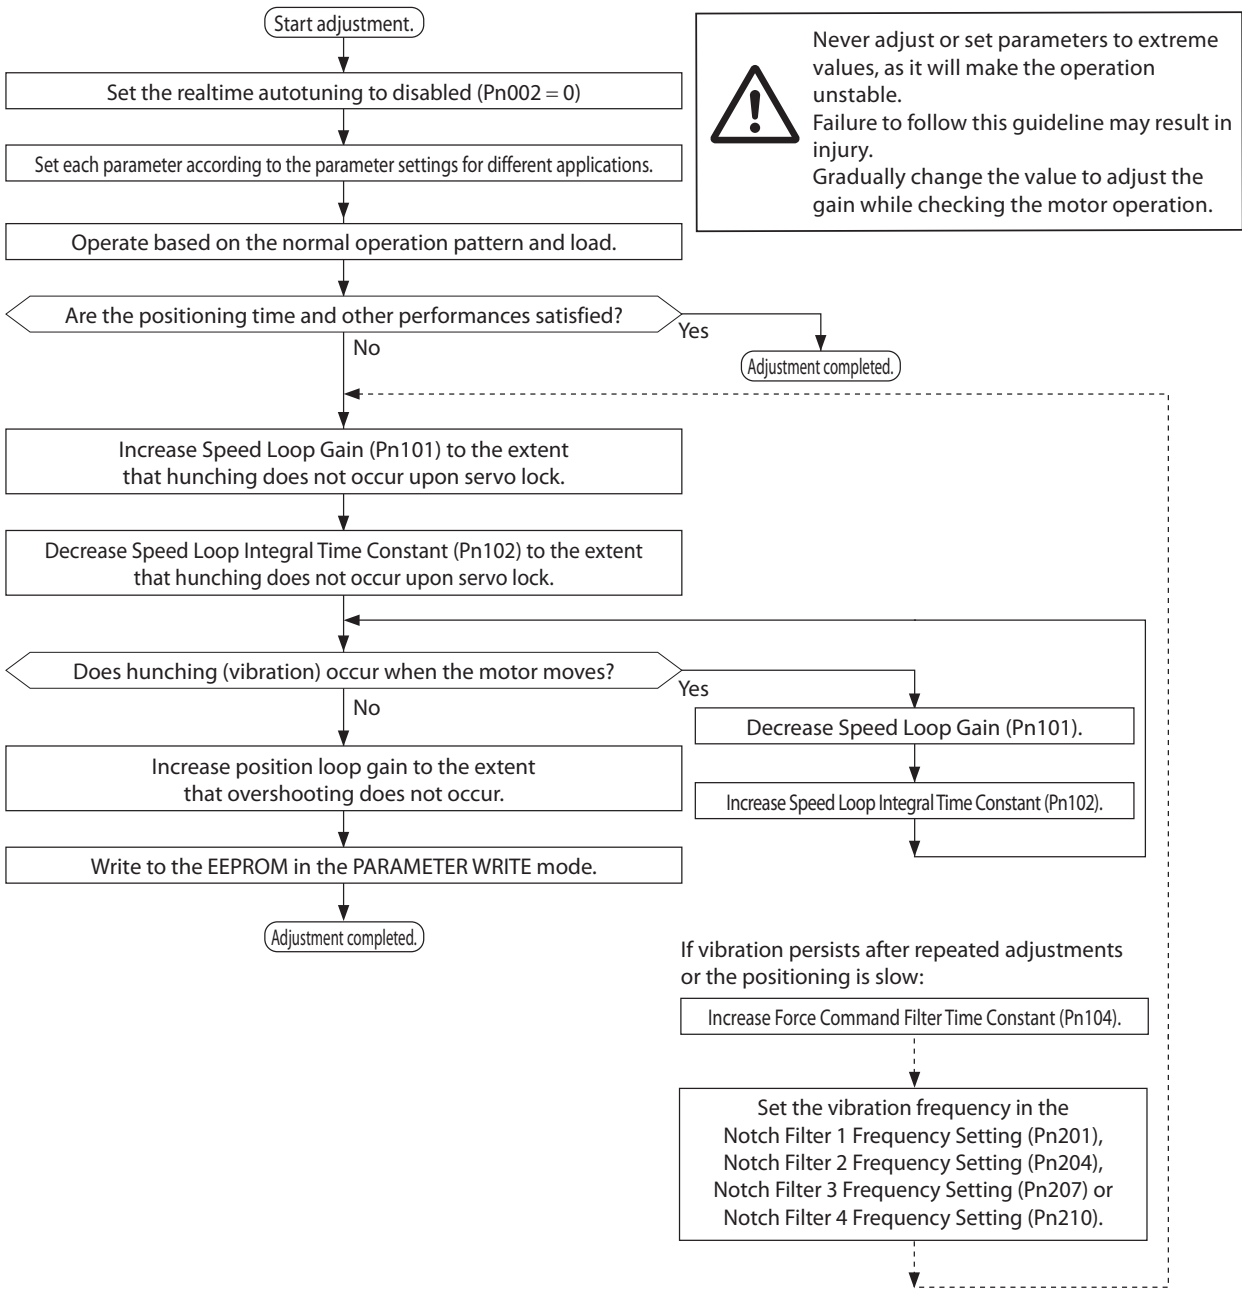 Start adjustment.
Never adjust or set parameters to extreme
values, as it will make the operation
unstable.
Failure to follow this guideline may result in
injury.
Gradually change the value to adjust the
gain while checking the motor operation.
Set the realtime autotuning to disabled (Pn002 = 0)
Set each parameter according to the parameter settings for different applications.
Operate based on the normal operation pattern and load.
Are the positioning time and other performances satisfied?
Yes
No
Adjustment completed.
Increase Speed Loop Gain (Pn101) to the extent
that hunching does not occur upon servo lock.
Decrease Speed Loop Integral Time Constant (Pn102) to the extent
that hunching does not occur upon servo lock.
Does hunching (vibration) occur when the motor moves?
Yes
No
Decrease Speed Loop Gain (Pn101).
Increase Speed Loop Integral Time Constant (Pn102).
Increase position loop gain to the extent
that overshooting does not occur.
Write to the EEPROM in the PARAMETER WRITE mode.
Adjustment completed.
If vibration persists after repeated adjustments
or the positioning is slow:
Increase Force Command Filter Time Constant (Pn104).
Set the vibration frequency in the
Notch Filter 1 Frequency Setting (Pn201),
Notch Filter 2 Frequency Setting (Pn204),
Notch Filter 3 Frequency Setting (Pn207) or
Notch Filter 4 Frequency Setting (Pn210).